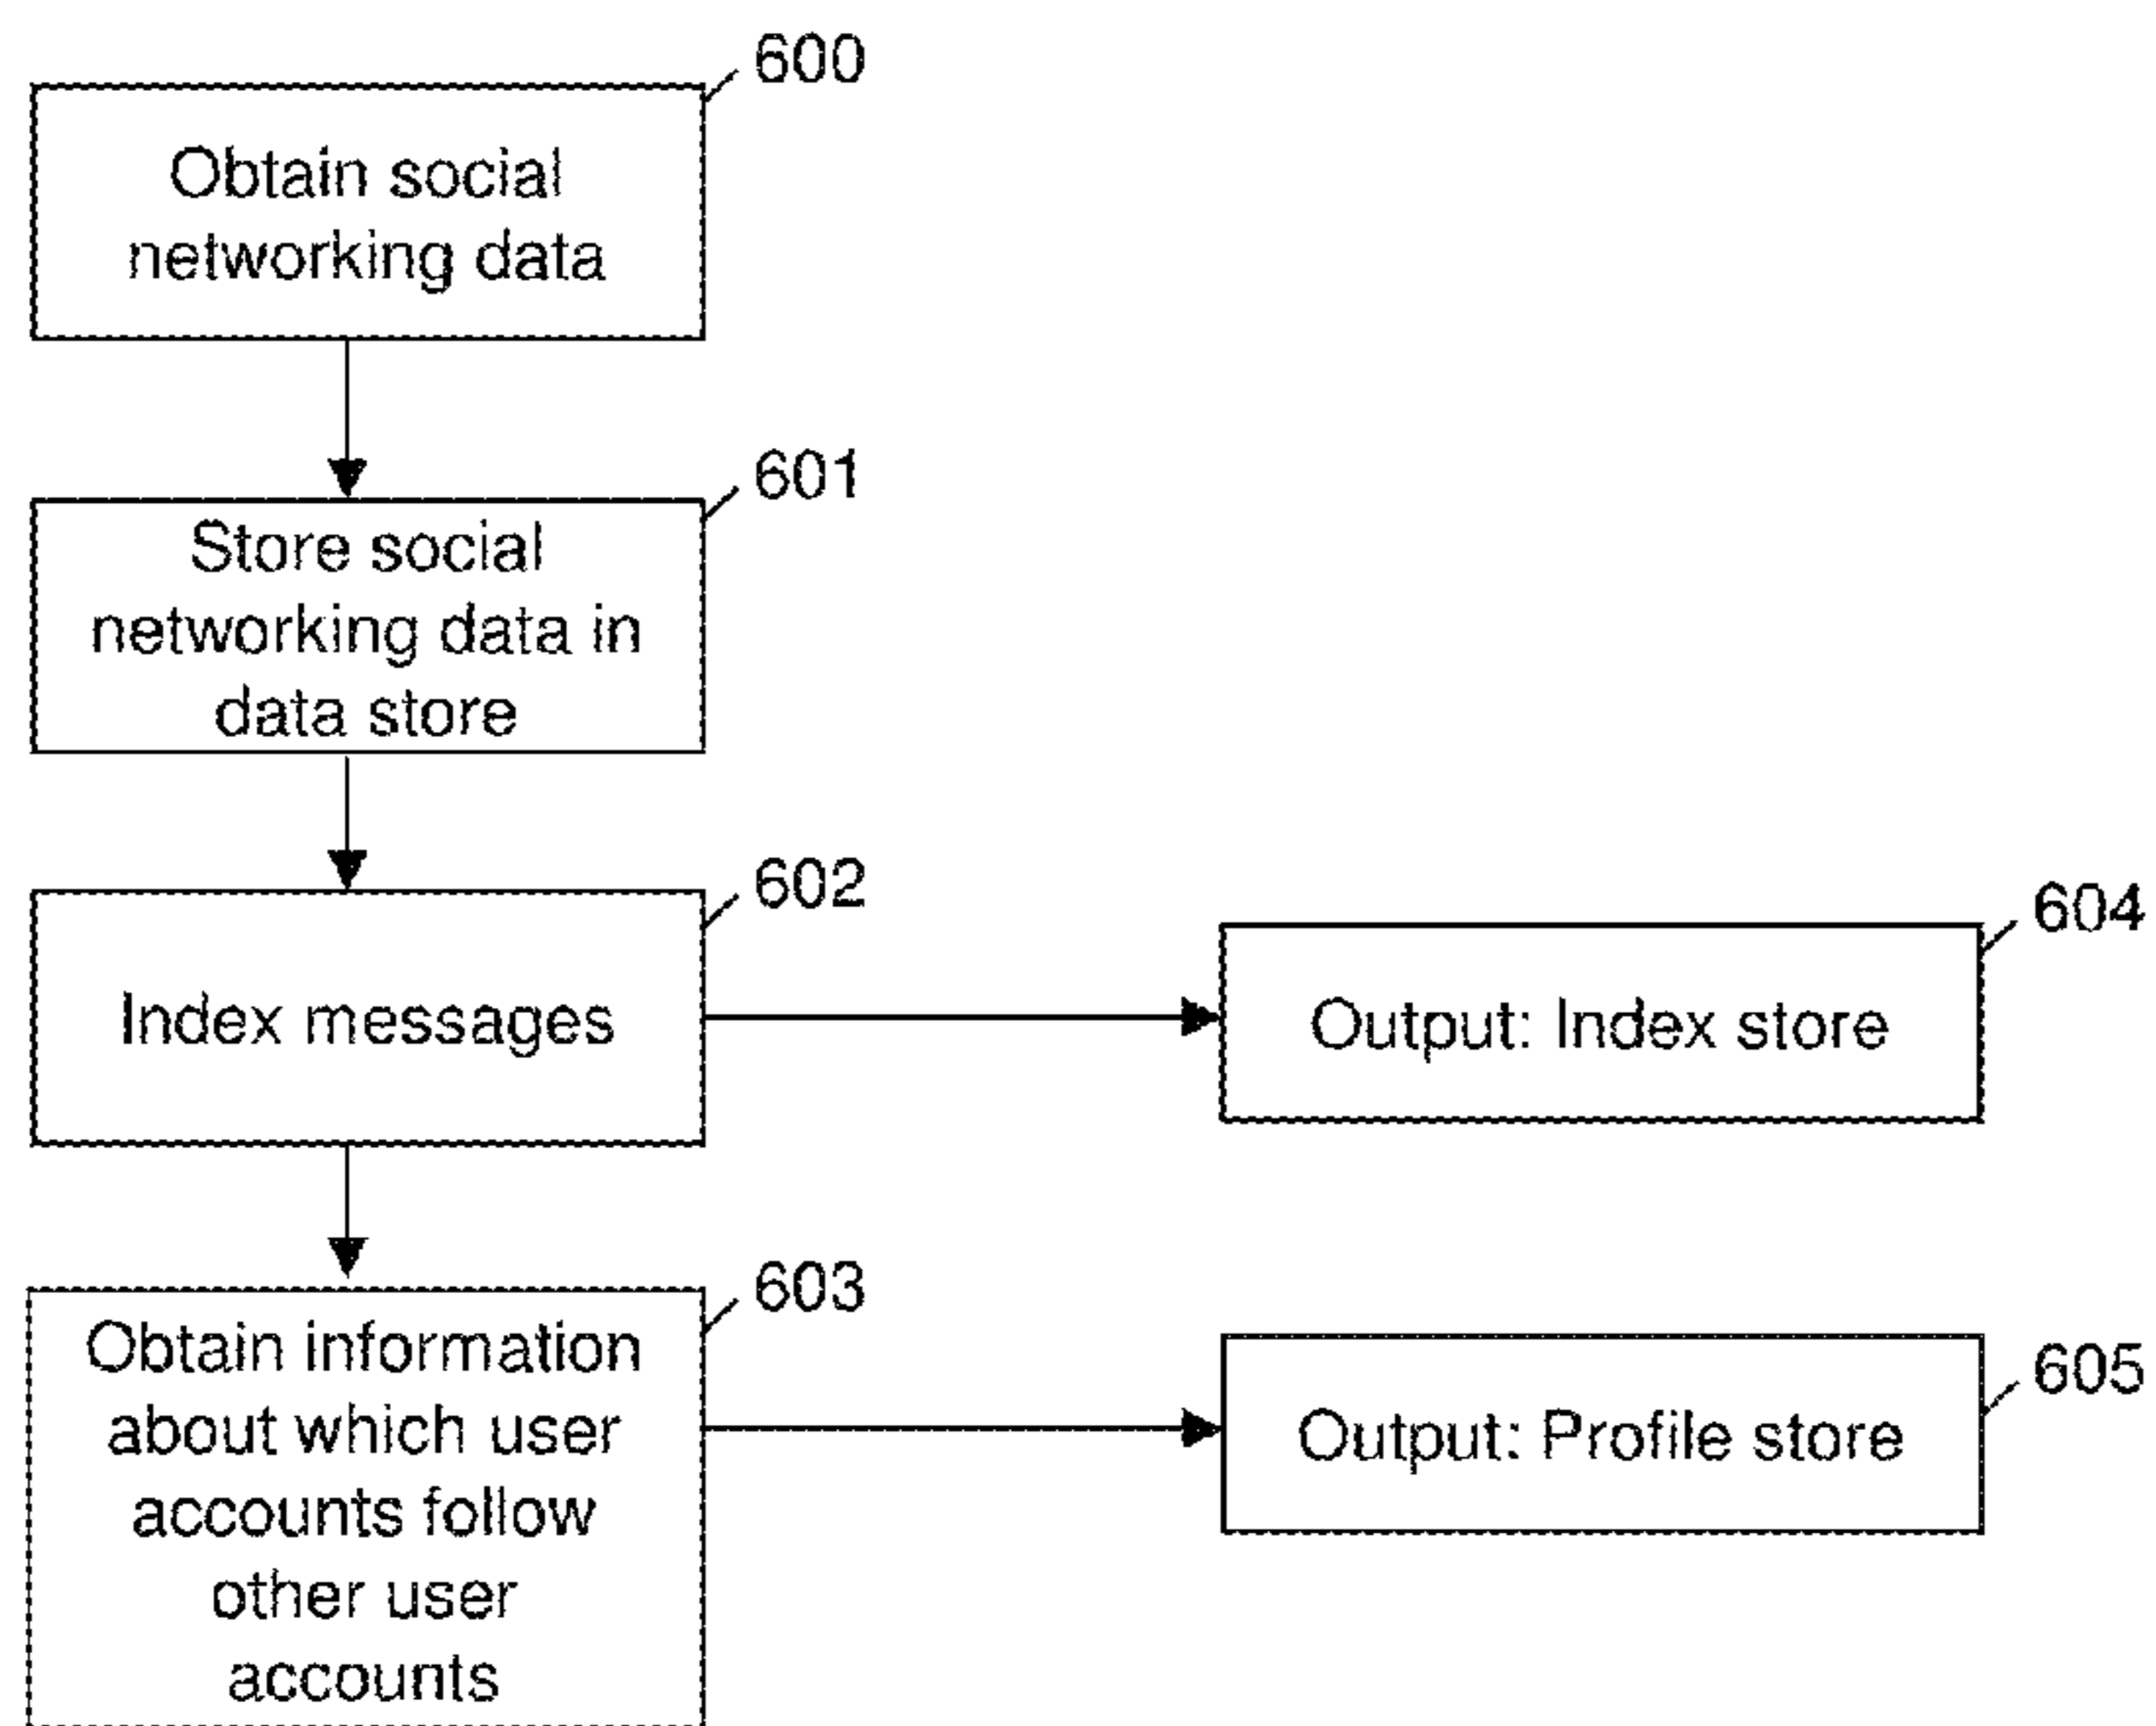 600
Obtain social
networking data
601
Store social
networking data in
data store
602
Index messages
604
Output: Index store
603
Obtain information
about which user
accounts follow
other user
accounts
605
Output: Profile store